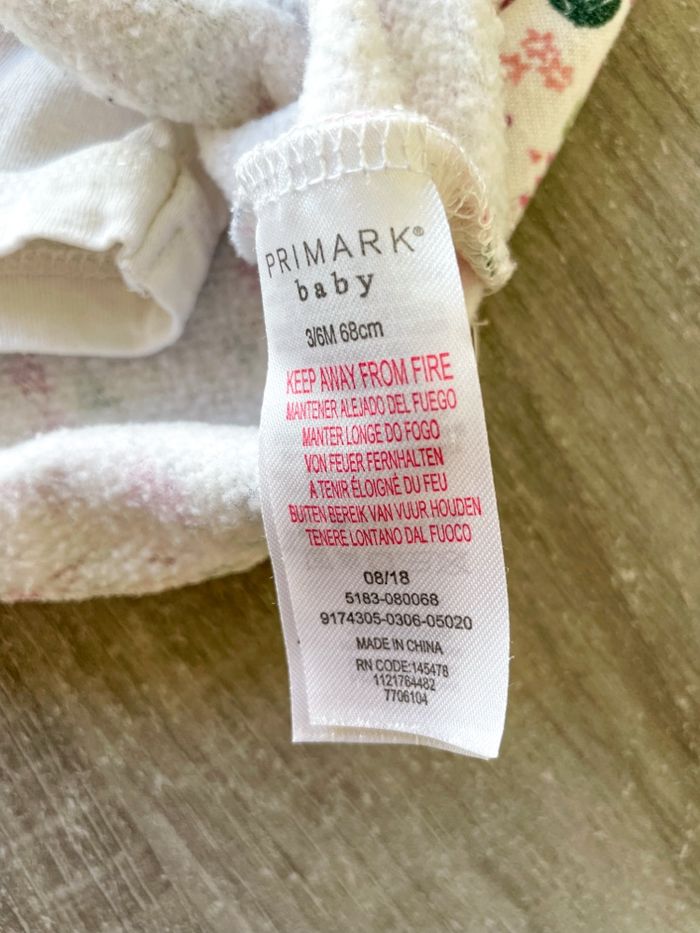 PRIMARK®
baby
3/6M 68cm
KEEP AWAY FROM FIRE
MANTENER ALEJADO DEL FUEGO
MANTER LONGE DO FOGO
VON FEUER FERNHALTEN
A TENIR ÉLOIGNÉ DU FEU
BUITEN BEREIK VAN VUUR HOUDEN
TENERE LONTANO DAL FUOCO
08/18
5183-080068
9174305-0306-05020
MADE IN CHINA
RN CODE:145478
1121764482
7706104